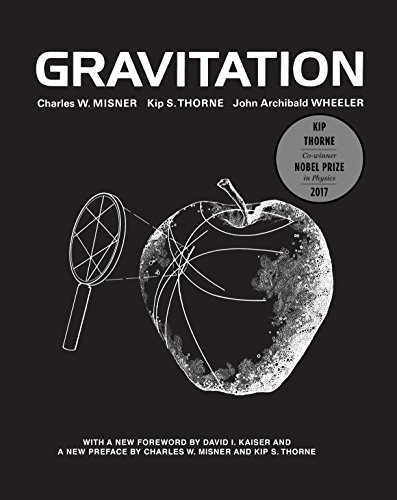 GRAVITATION
Charles W. MISNER Kip S. THORNE John Archibald WHEELER
KIP
THORNE
Co-winner
NOBEL PRIZE
in Physics
2017
WITH A NEW FOREWORD BY DAVID I. KAISER AND
A NEW PREFACE BY CHARLES W. MISNER AND KIP S. THORNE